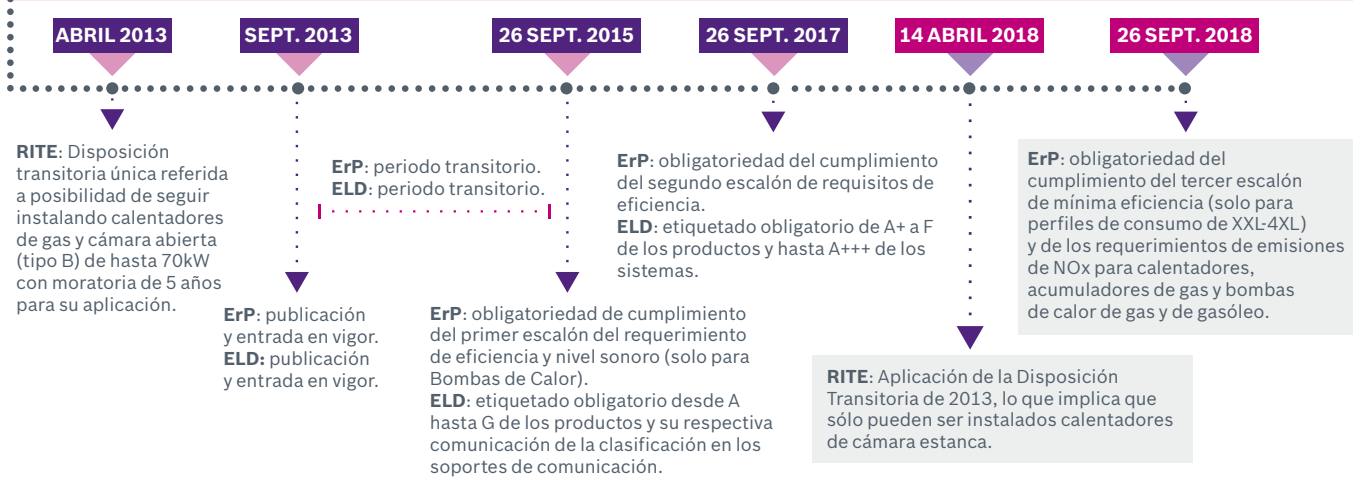 ABRIL 2013
SEPT. 2013
26 SEPT. 2015
26 SEPT. 2017
14 ABRIL 2018
26 SEPT. 2018
RITE: Disposición
transitoria única referida
a posibilidad de seguir
instalando calentadores
de gas y cámara abierta
(tipo B) de hasta 70kW
con moratoria de 5 años
para su aplicación.
ErP: publicación
y entrada en vigor.
ELD: publicación
y entrada en vigor.
ErP: periodo transitorio.
ELD: periodo transitorio.
ErP: obligatoriedad de cumplimiento
del primer escalón del requerimiento
de eficiencia y nivel sonoro (solo para
Bombas de Calor).
ELD: etiquetado obligatorio desde A
hasta G de los productos y su respectiva
comunicación de la clasificación en los
soportes de comunicación.
ErP: obligatoriedad del cumplimiento
del segundo escalón de requisitos de
eficiencia.
ELD: etiquetado obligatorio de A+ a F
de los productos y hasta A+++ de los
sistemas.
RITE: Aplicación de la Disposición
Transitoria de 2013, lo que implica que
sólo pueden ser instalados calentadores
de cámara estanca.
ErP: obligatoriedad del
cumplimiento del tercer escalón
de mínima eficiencia (solo para
perfiles de consumo de XXL-4XL)
y de los requerimientos de emisiones
de NOx para calentadores,
acumuladores de gas y bombas
de calor de gas y de gasóleo.